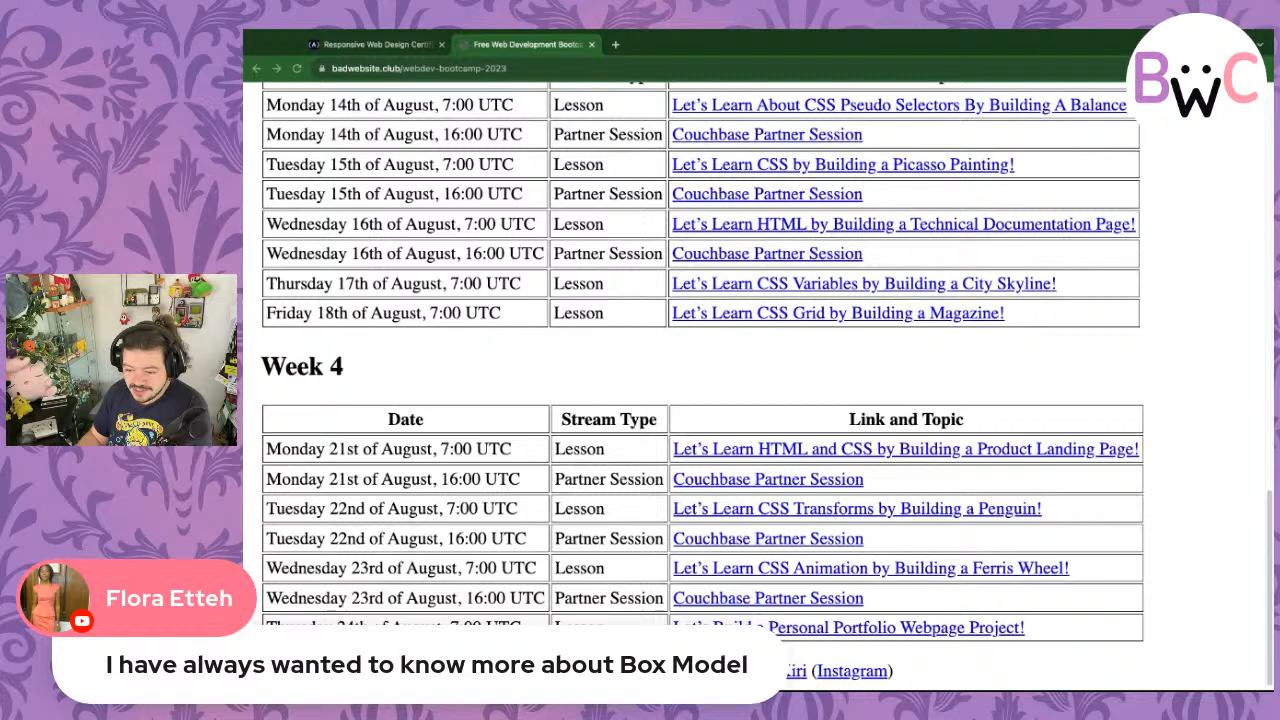 Responsive Web Design Certif
Free Web Development Bootca
badwebsite.club/webdev-bootcamp-2023
BWC
Monday 14th of August, 7:00 UTC Lesson Let's Learn About CSS Pseudo Selectors By Building A Balance
Monday 14th of August, 16:00 UTC Partner Session Couchbase Partner Session
Tuesday 15th of August, 7:00 UTC Lesson Let's Learn CSS by Building a Picasso Painting!
Tuesday 15th of August, 16:00 UTC Partner Session Couchbase Partner Session
Wednesday 16th of August, 7:00 UTC Lesson Let's Learn HTML by Building a Technical Documentation Page!
Wednesday 16th of August, 16:00 UTC Partner Session Couchbase Partner Session
Thursday 17th of August, 7:00 UTC Lesson Let's Learn CSS Variables by Building a City Skyline!
Friday 18th of August, 7:00 UTC Lesson Let's Learn CSS Grid by Building a Magazine!
Week 4
Date Stream Type Link and Topic
Monday 21st of August, 7:00 UTC Lesson Let's Learn HTML and CSS by Building a Product Landing Page!
Monday 21st of August, 16:00 UTC Partner Session Couchbase Partner Session
Tuesday 22nd of August, 7:00 UTC Lesson Let's Learn CSS Transforms by Building a Penguin!
Tuesday 22nd of August, 16:00 UTC Partner Session Couchbase Partner Session
Wednesday 23rd of August, 7:00 UTC Lesson Let's Learn CSS Animation by Building a Ferris Wheel!
Wednesday 23rd of August, 16:00 UTC Partner Session Couchbase Partner Session
Thursday 24th of August, 7:00 UTC Lesson Let's Build a Personal Portfolio Webpage Project!
(Instagram)
Flora Etteh
I have always wanted to know more about Box Model